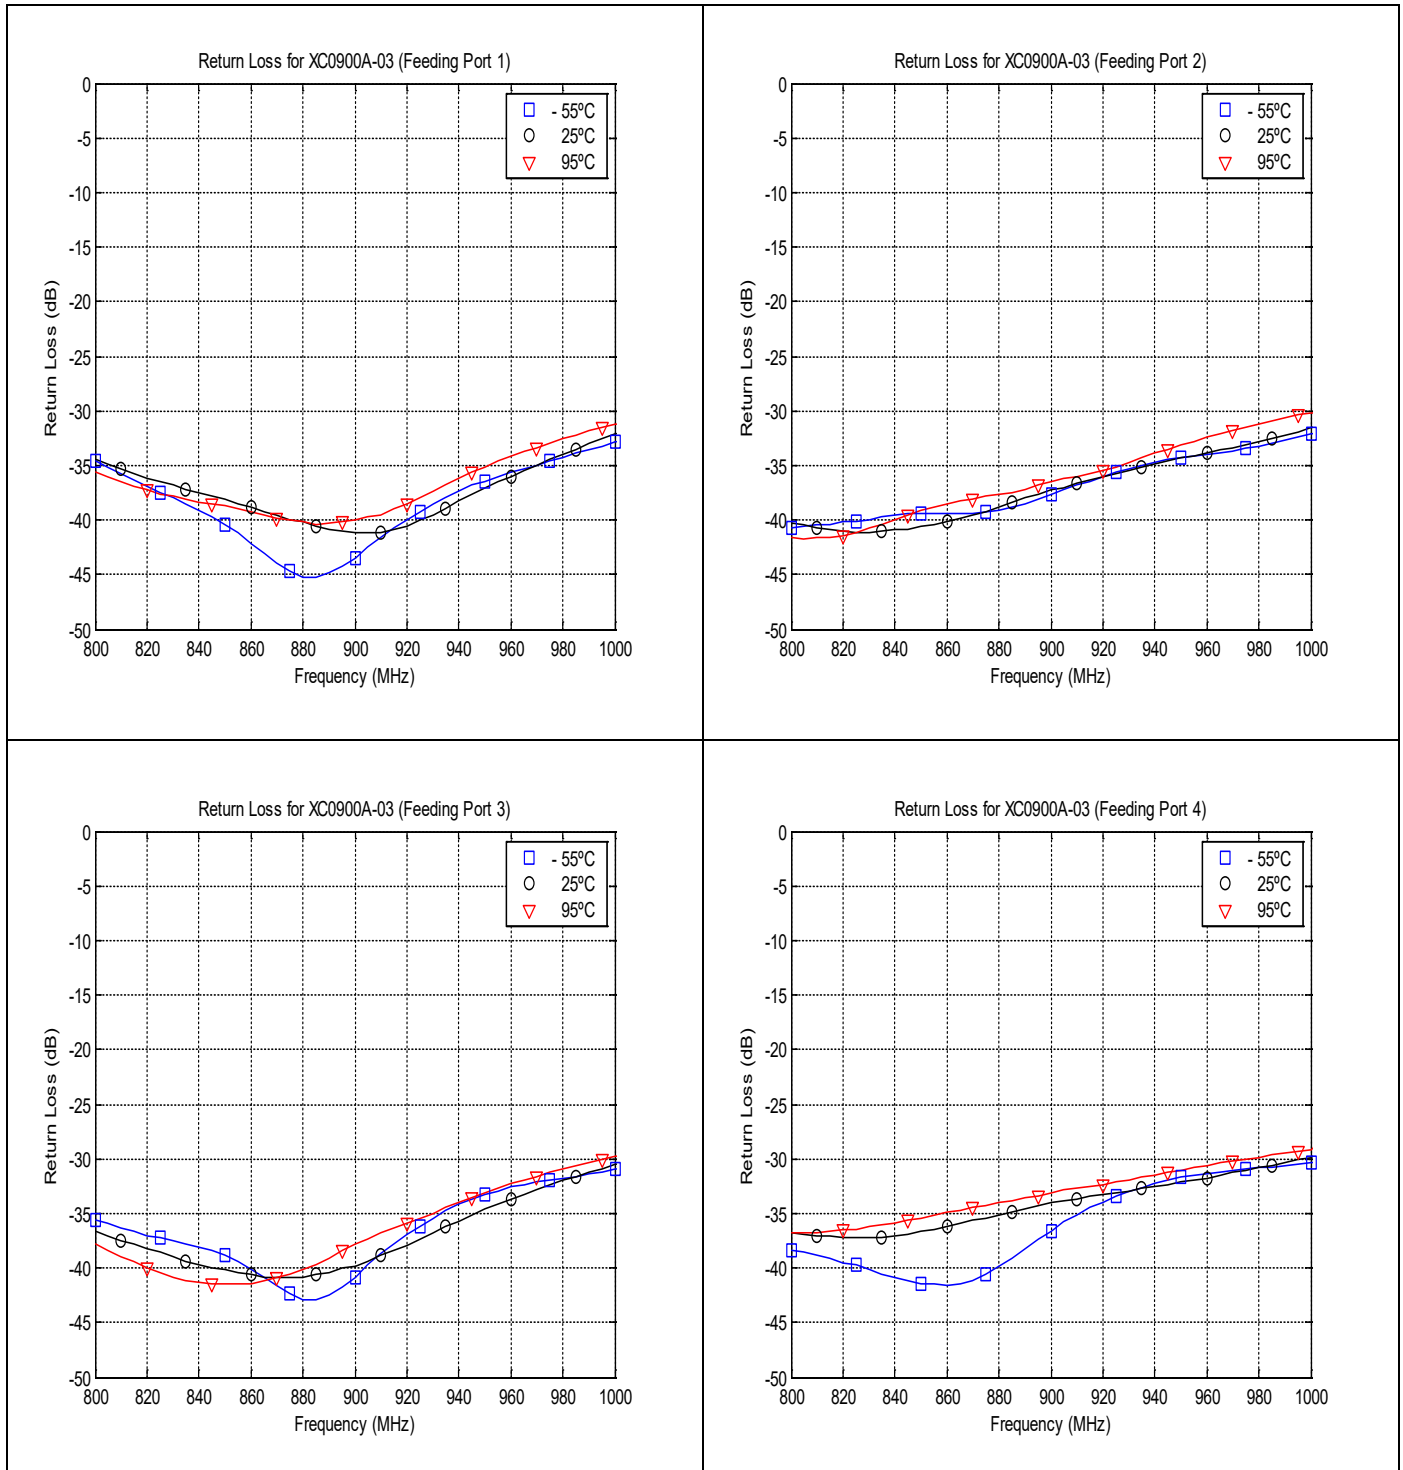 Return Loss for XC0900A-03 (Feeding Port 1)
0
-5
-10
-15
-20
-25
-30
-35
-40
-45
-50
Return Loss (dB)
- 55ºC
25ºC
95ºC
800 820 840 860 880 900 920 940 960 980 1000
Frequency (MHz)
Return Loss for XC0900A-03 (Feeding Port 2)
0
-5
-10
-15
-20
-25
-30
-35
-40
-45
-50
Return Loss (dB)
- 55ºC
25ºC
95ºC
800 820 840 860 880 900 920 940 960 980 1000
Frequency (MHz)
Return Loss for XC0900A-03 (Feeding Port 3)
0
-5
-10
-15
-20
-25
-30
-35
-40
-45
-50
Return Loss (dB)
- 55ºC
25ºC
95ºC
800 820 840 860 880 900 920 940 960 980 1000
Frequency (MHz)
Return Loss for XC0900A-03 (Feeding Port 4)
0
-5
-10
-15
-20
-25
-30
-35
-40
-45
-50
Return Loss (dB)
- 55ºC
25ºC
95ºC
800 820 840 860 880 900 920 940 960 980 1000
Frequency (MHz)